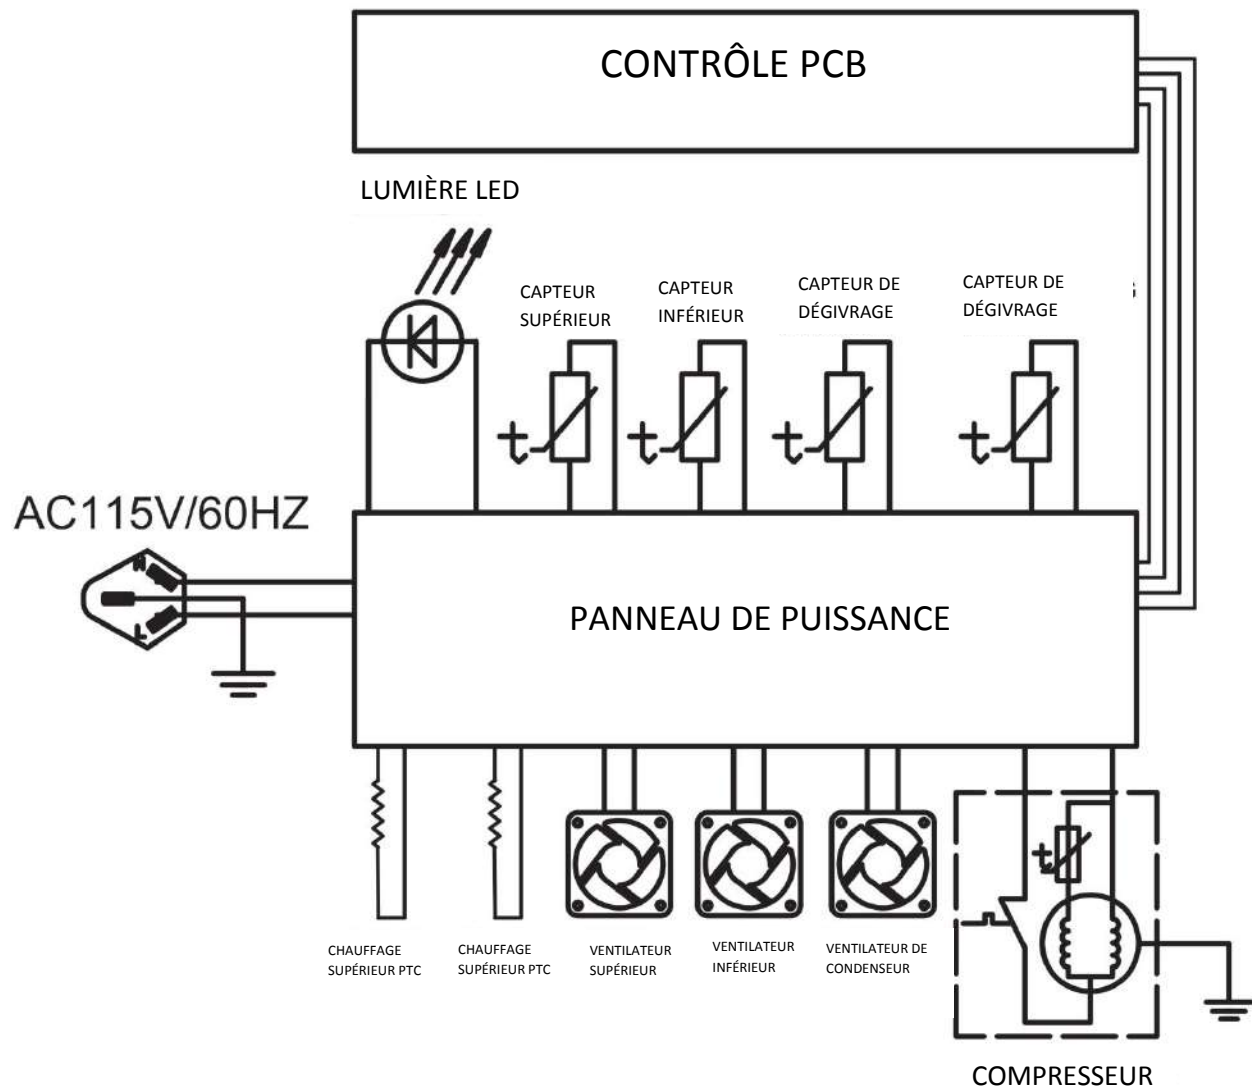 CONTRÔLE PCB
LUMIÈRE LED
CAPTEUR
SUPÉRIEUR
CAPTEUR
INFÉRIEUR
CAPTEUR DE
DÉGIVRAGE
CAPTEUR DE
DÉGIVRAGE
t
t
t
t
AC115V/60HZ
N
L
PANNEAU DE PUISSANCE
t
CHAUFFAGE
SUPÉRIEUR PTC
CHAUFFAGE
SUPÉRIEUR PTC
VENTILATEUR
SUPÉRIEUR
VENTILATEUR
INFÉRIEUR
VENTILATEUR DE
CONDENSEUR
COMPRESSEUR